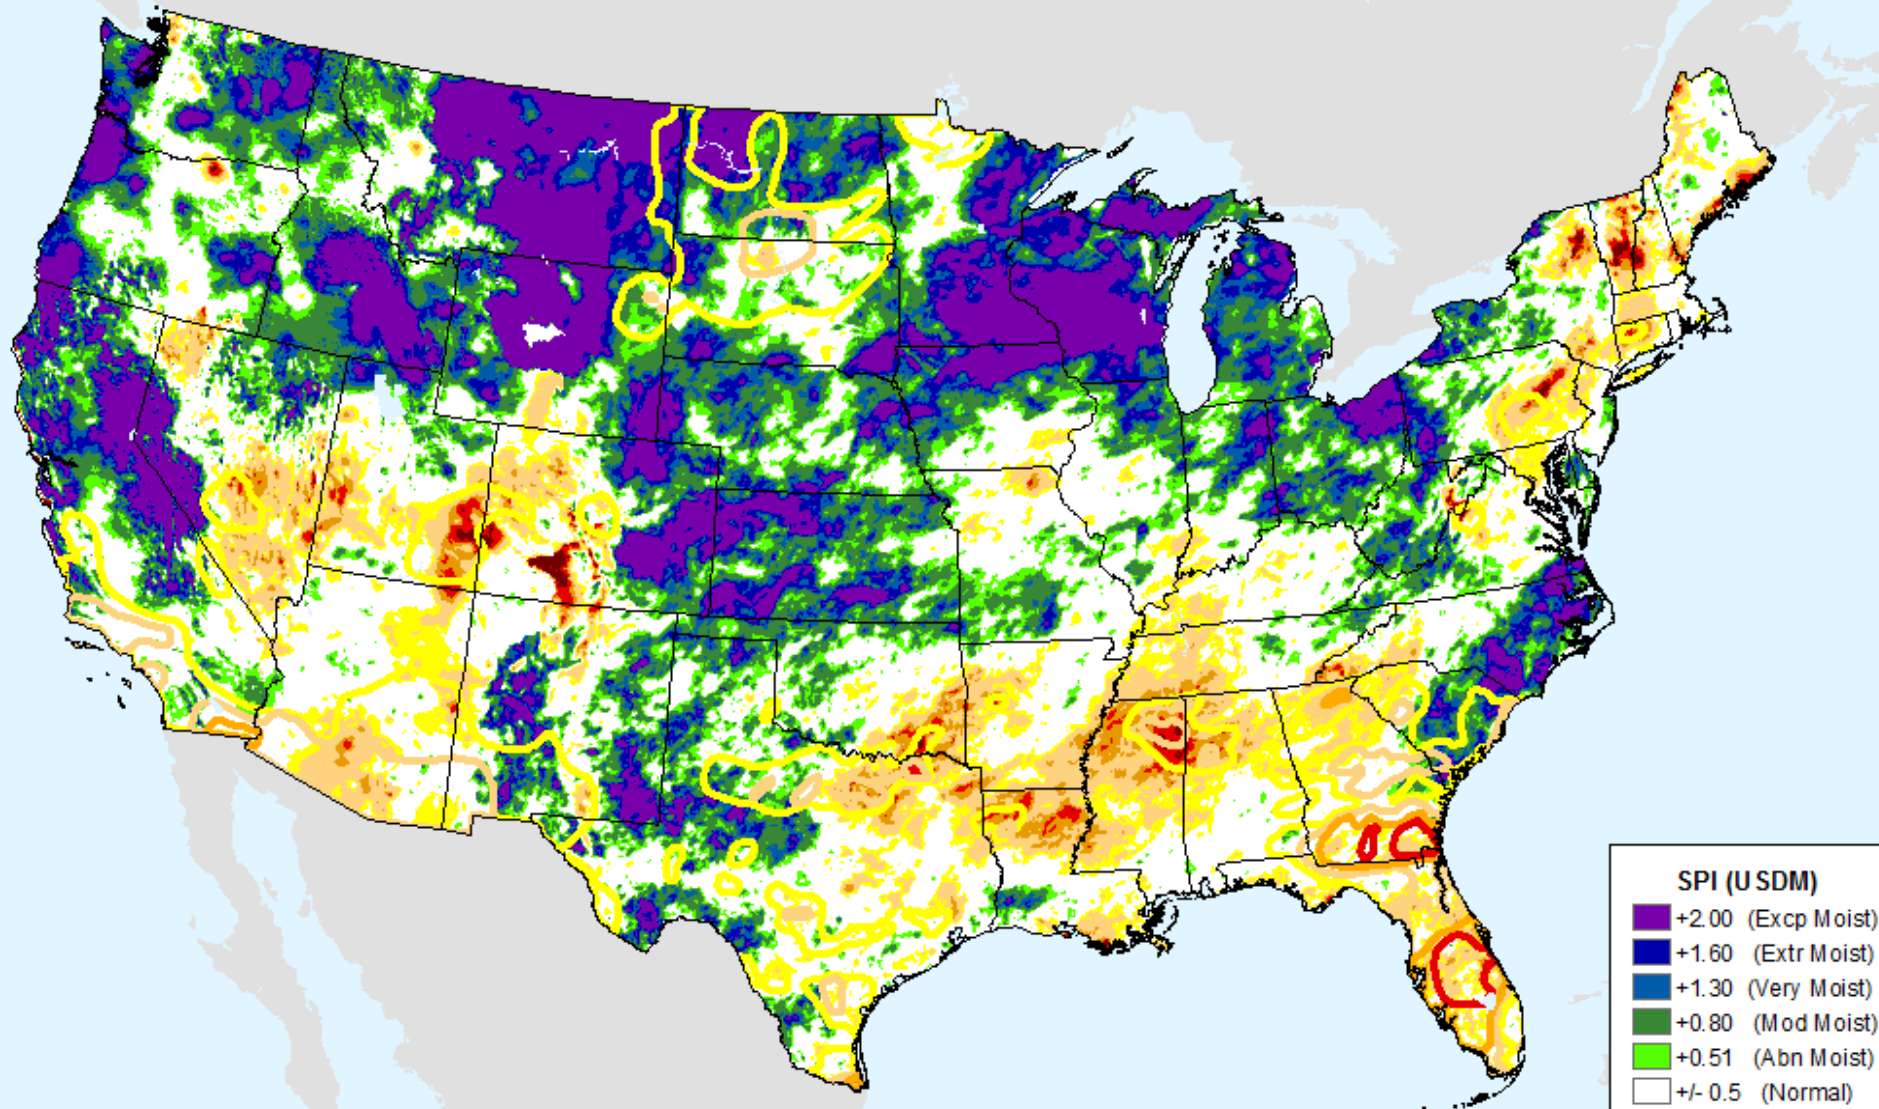 SPI (USDM)
+2.00 (Excp Moist)
+1.60 (Extr Moist)
+1.30 (Very Moist)
+0.80 (Mod Moist)
+0.51 (Abn Moist)
+/- 0.5 (Normal)